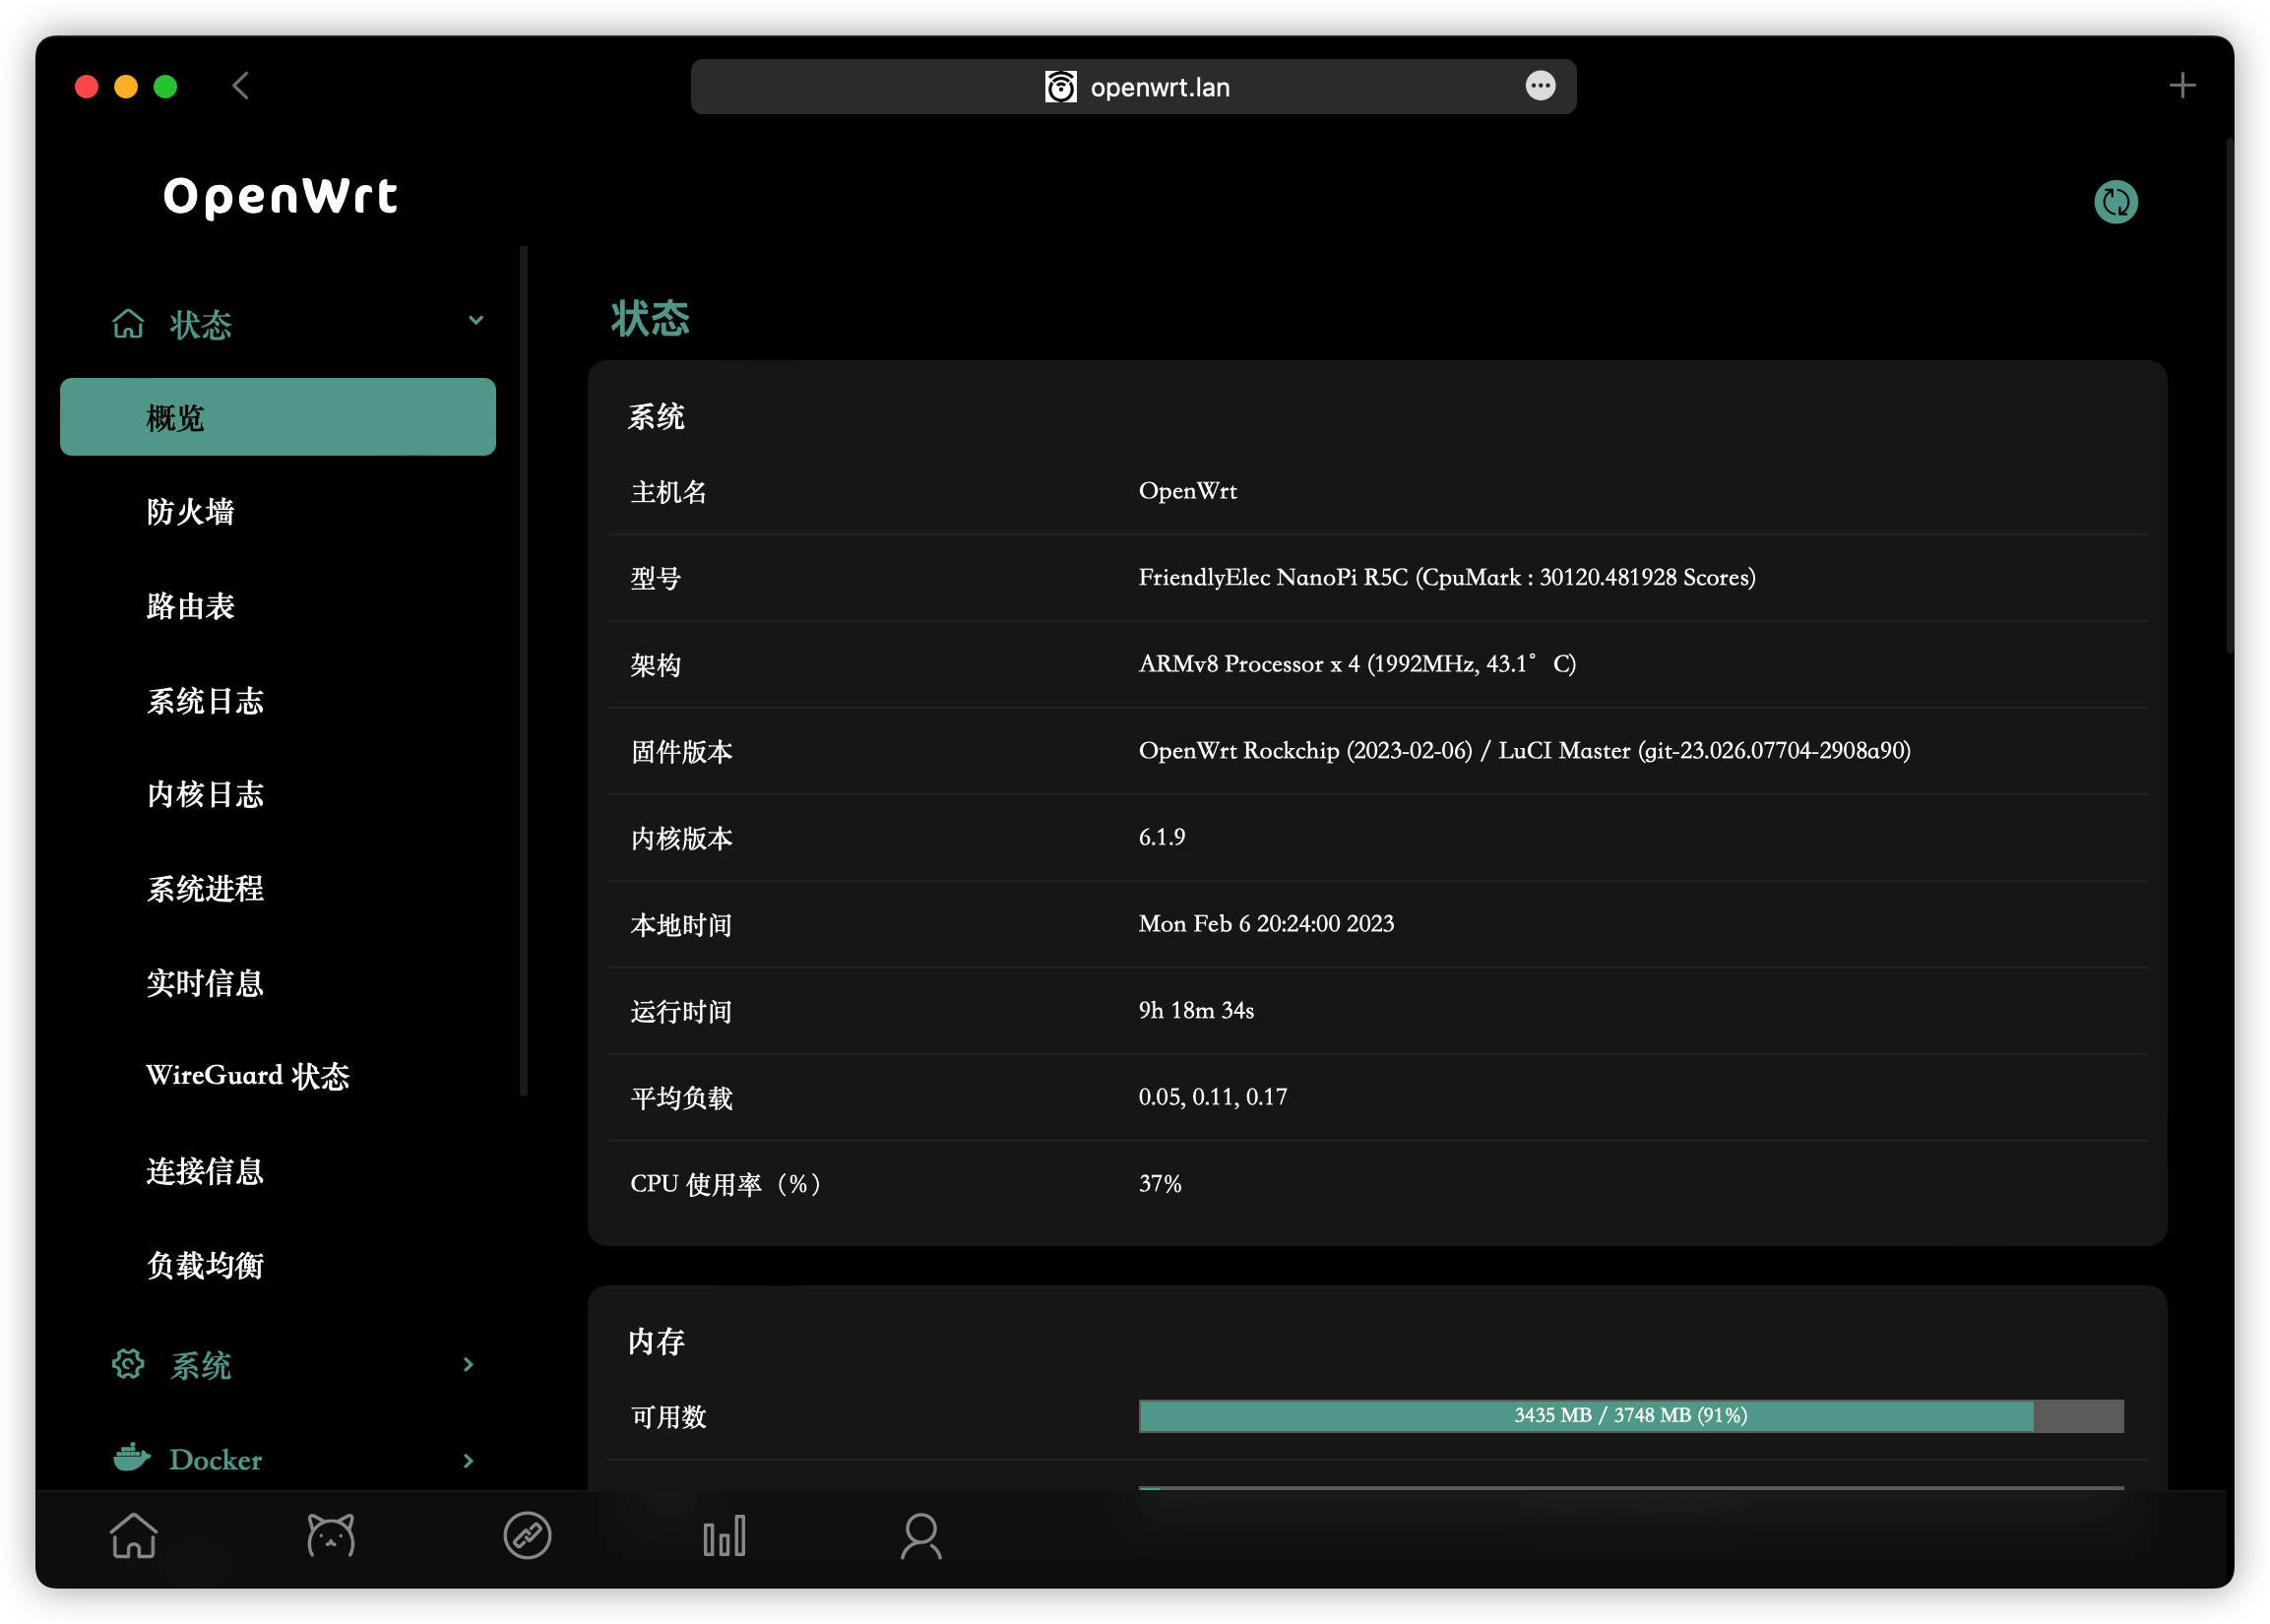 openwrt.lan
OpenWrt
状态
概览
防火墙
路由表
系统日志
内核日志
系统进程
实时信息
WireGuard 状态
连接信息
负载均衡
系统
Docker
状态
系统
主机名 OpenWrt
型号 FriendlyElec NanoPi R5C (CpuMark : 30120.481928 Scores)
架构 ARMv8 Processor x 4 (1992MHz, 43.1° C)
固件版本 OpenWrt Rockchip (2023-02-06) / LuCI Master (git-23.026.07704-2908a90)
内核版本 6.1.9
本地时间 Mon Feb 6 20:24:00 2023
运行时间 9h 18m 34s
平均负载 0.05, 0.11, 0.17
CPU 使用率（%） 37%
内存
可用数 3435 MB / 3748 MB (91%)